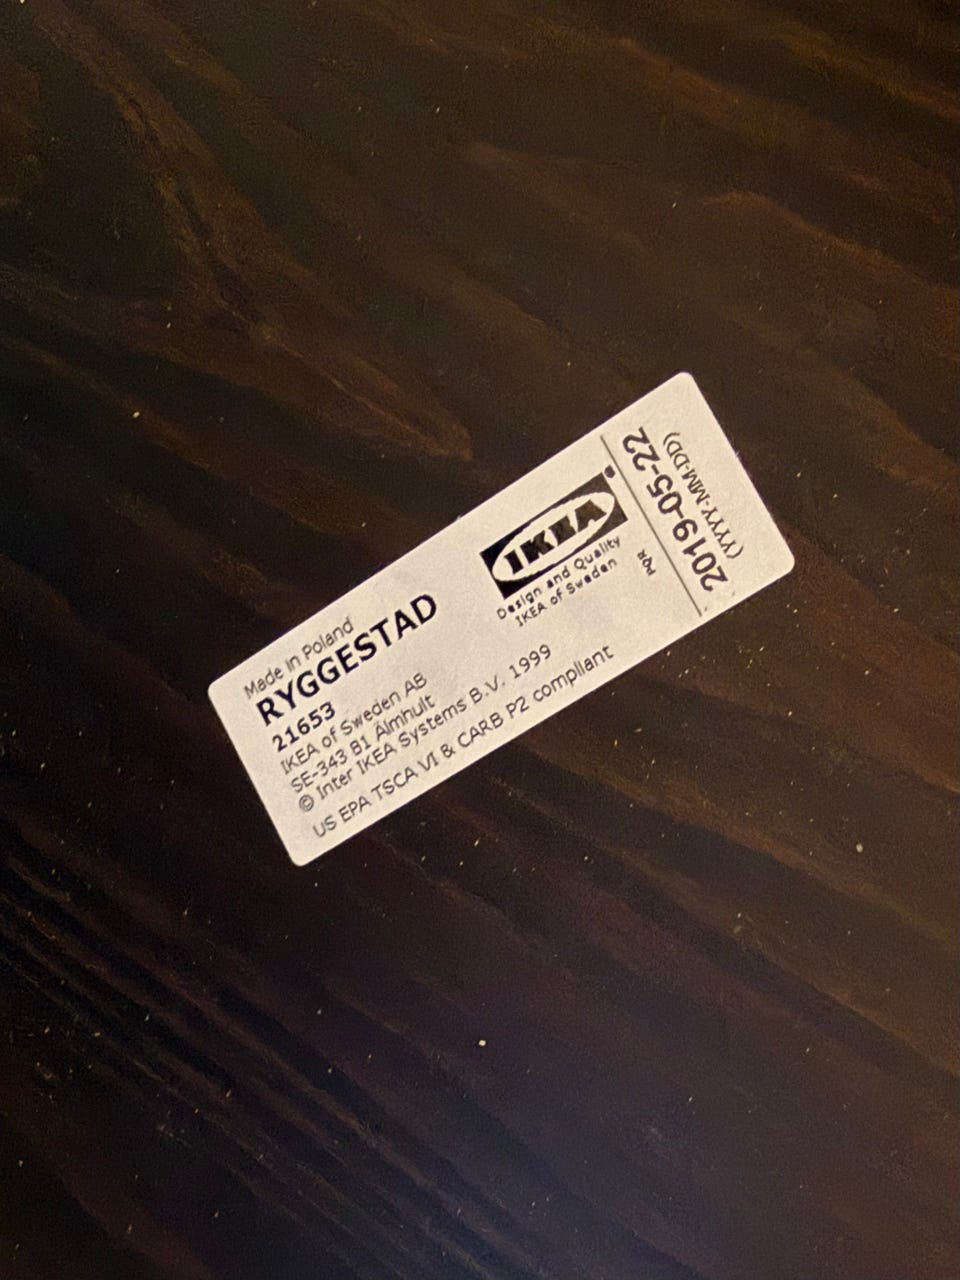 Made in Poland
RYGGESTAD
21653
IKEA of Sweden AB
SE-343 81 Älmhult
© Inter IKEA Systems B.V. 1999
US EPA TSCA VI & CARB P2 compliant
IKEA
Design and Quality
IKEA of Sweden
PQR
2019-05-22
(YYYY-MM-DD)